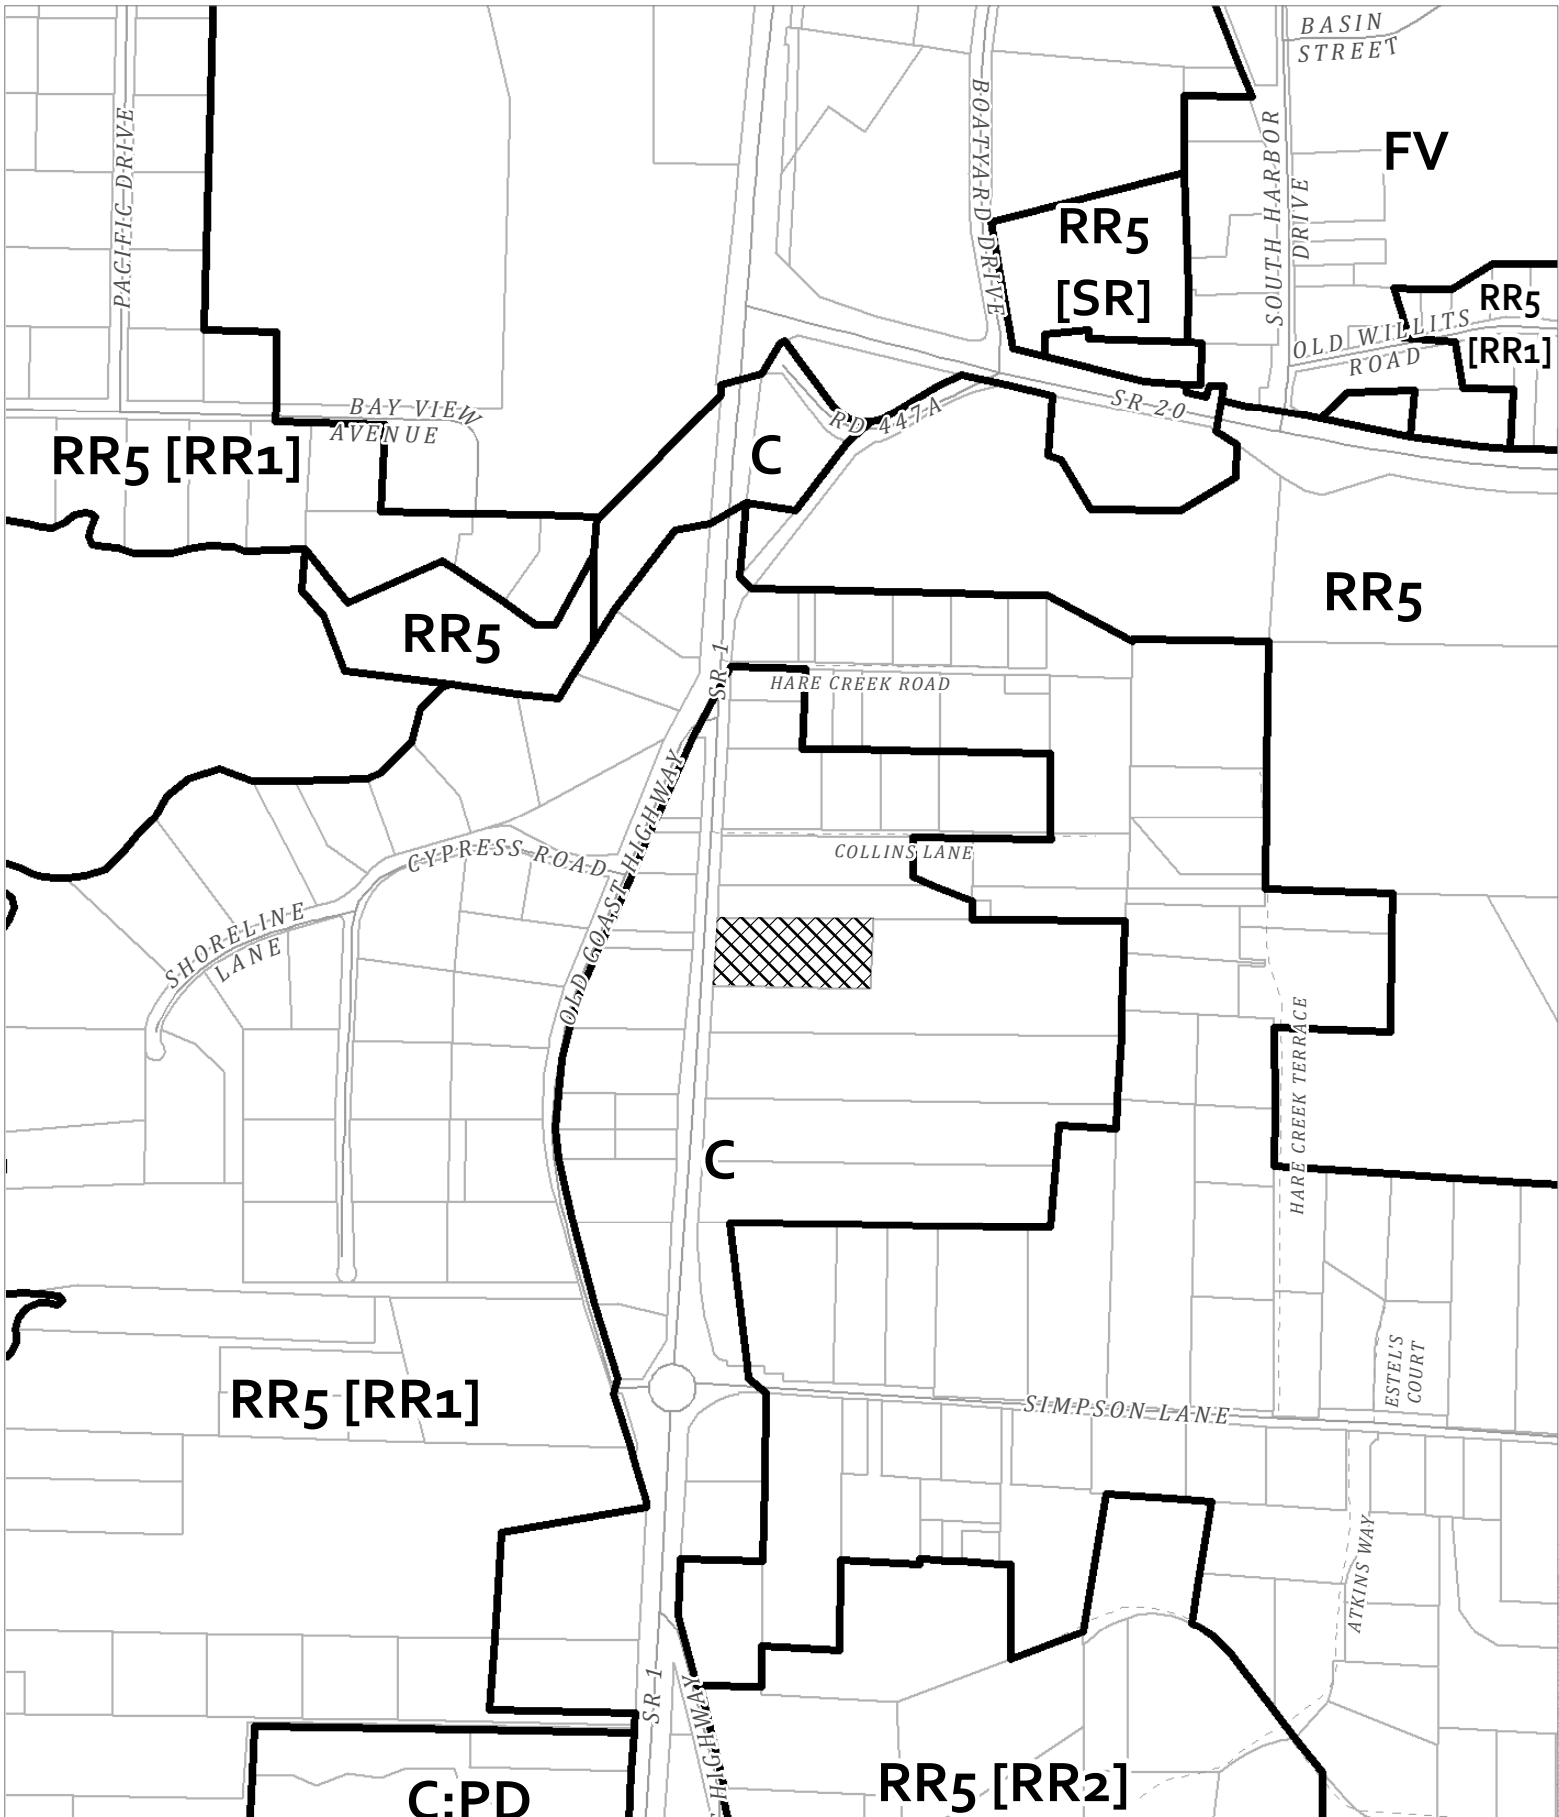 BASIN
STREET
PACIFIC DRIVE
BOATYARD DRIVE
SOUTH HARBOR
DRIVE
FV
RR5
[SR]
RR5
[RR1]
OLD WILLITS
ROAD
BAY VIEW
AVENUE
RD 447A
SR 20
RR5 [RR1]
C
RR5
RR5
SR 1
HARE CREEK ROAD
OLD COAST HIGHWAY
COLLINS LANE
CYPRESS ROAD
SHORELINE
LANE
HARE CREEK TERRACE
C
ESTEL'S
COURT
RR5 [RR1]
SIMPSON LANE
ATKINS WAY
SR 1
HIGHWAY
RR5 [RR2]
C:PD